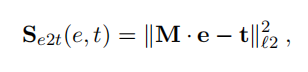 S_{e2t}(e, t) = ‖M · e − t‖²_{ℓ2} ,